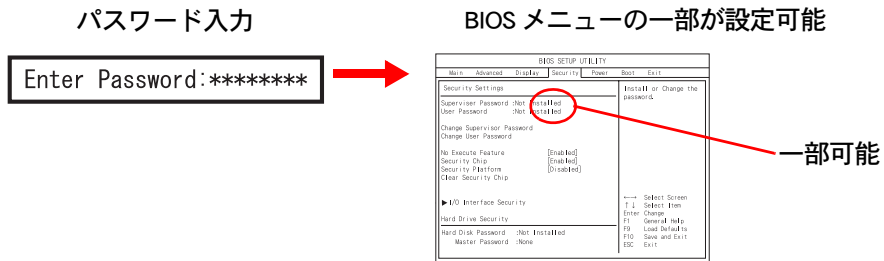 パスワード入力
BIOS メニューの一部が設定可能
Enter Password:********
BIOS SETUP UTILITY
Main Advanced Display Security Power Boot Exit
Security Settings
Supervisor Password :Not Installed
User Password :Not Installed
Change Supervisor Password
Change User Password
No Execute Feature [Enabled]
Security Chip [Enabled]
Security Platform [Disabled]
Clear Security Chip
▶ I/O Interface Security
Hard Drive Security
Hard Disk Password :Not Installed
Master Password :None
Install or Change the
password.
←→ Select Screen
↑↓ Select Item
Enter Change
F1 General Help
F9 Load Defaults
F10 Save and Exit
ESC Exit
一部可能